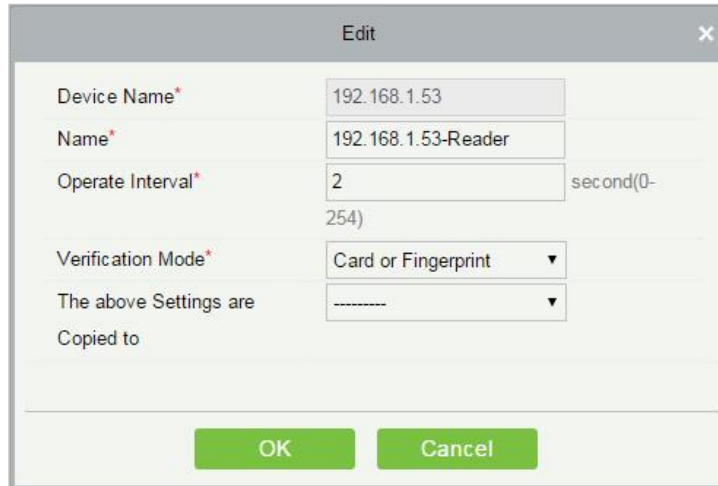 Edit
Device Name* 192.168.1.53
Name* 192.168.1.53-Reader
Operate Interval* 2 second(0-
254)
Verification Mode* Card or Fingerprint
The above Settings are ---------
Copied to
OK Cancel